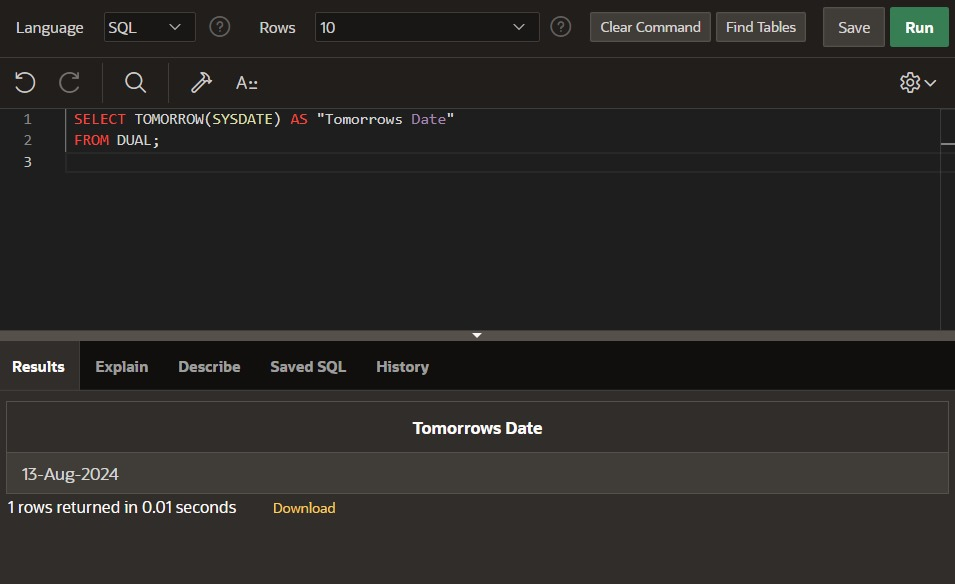 Language SQL Rows 10 Clear Command Find Tables Save Run
A::
1 SELECT TOMORROW(SYSDATE) AS "Tomorrows Date"
2 FROM DUAL;
3
Results Explain Describe Saved SQL History
Tomorrows Date
13-Aug-2024
1 rows returned in 0.01 seconds Download